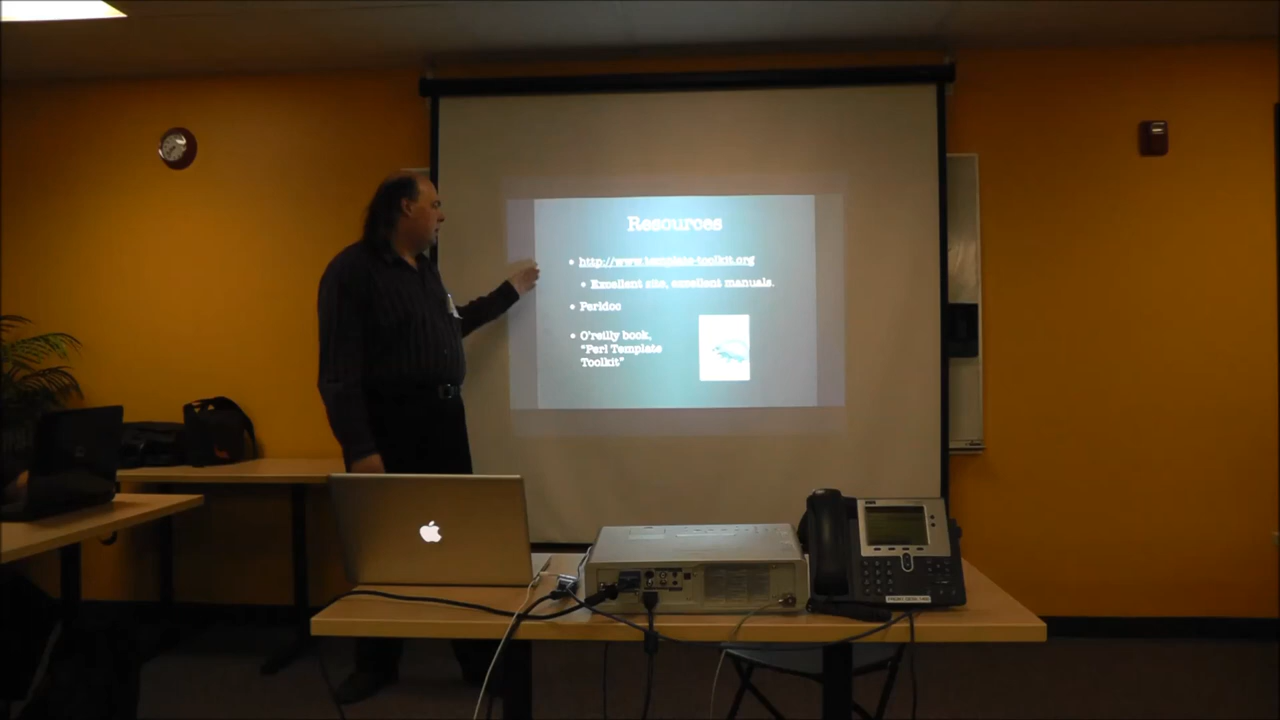 Resources
• http://www.template-toolkit.org
• Excellent site, excellent manuals.
• Perldoc
• O'reilly book,
"Perl Template
Toolkit"